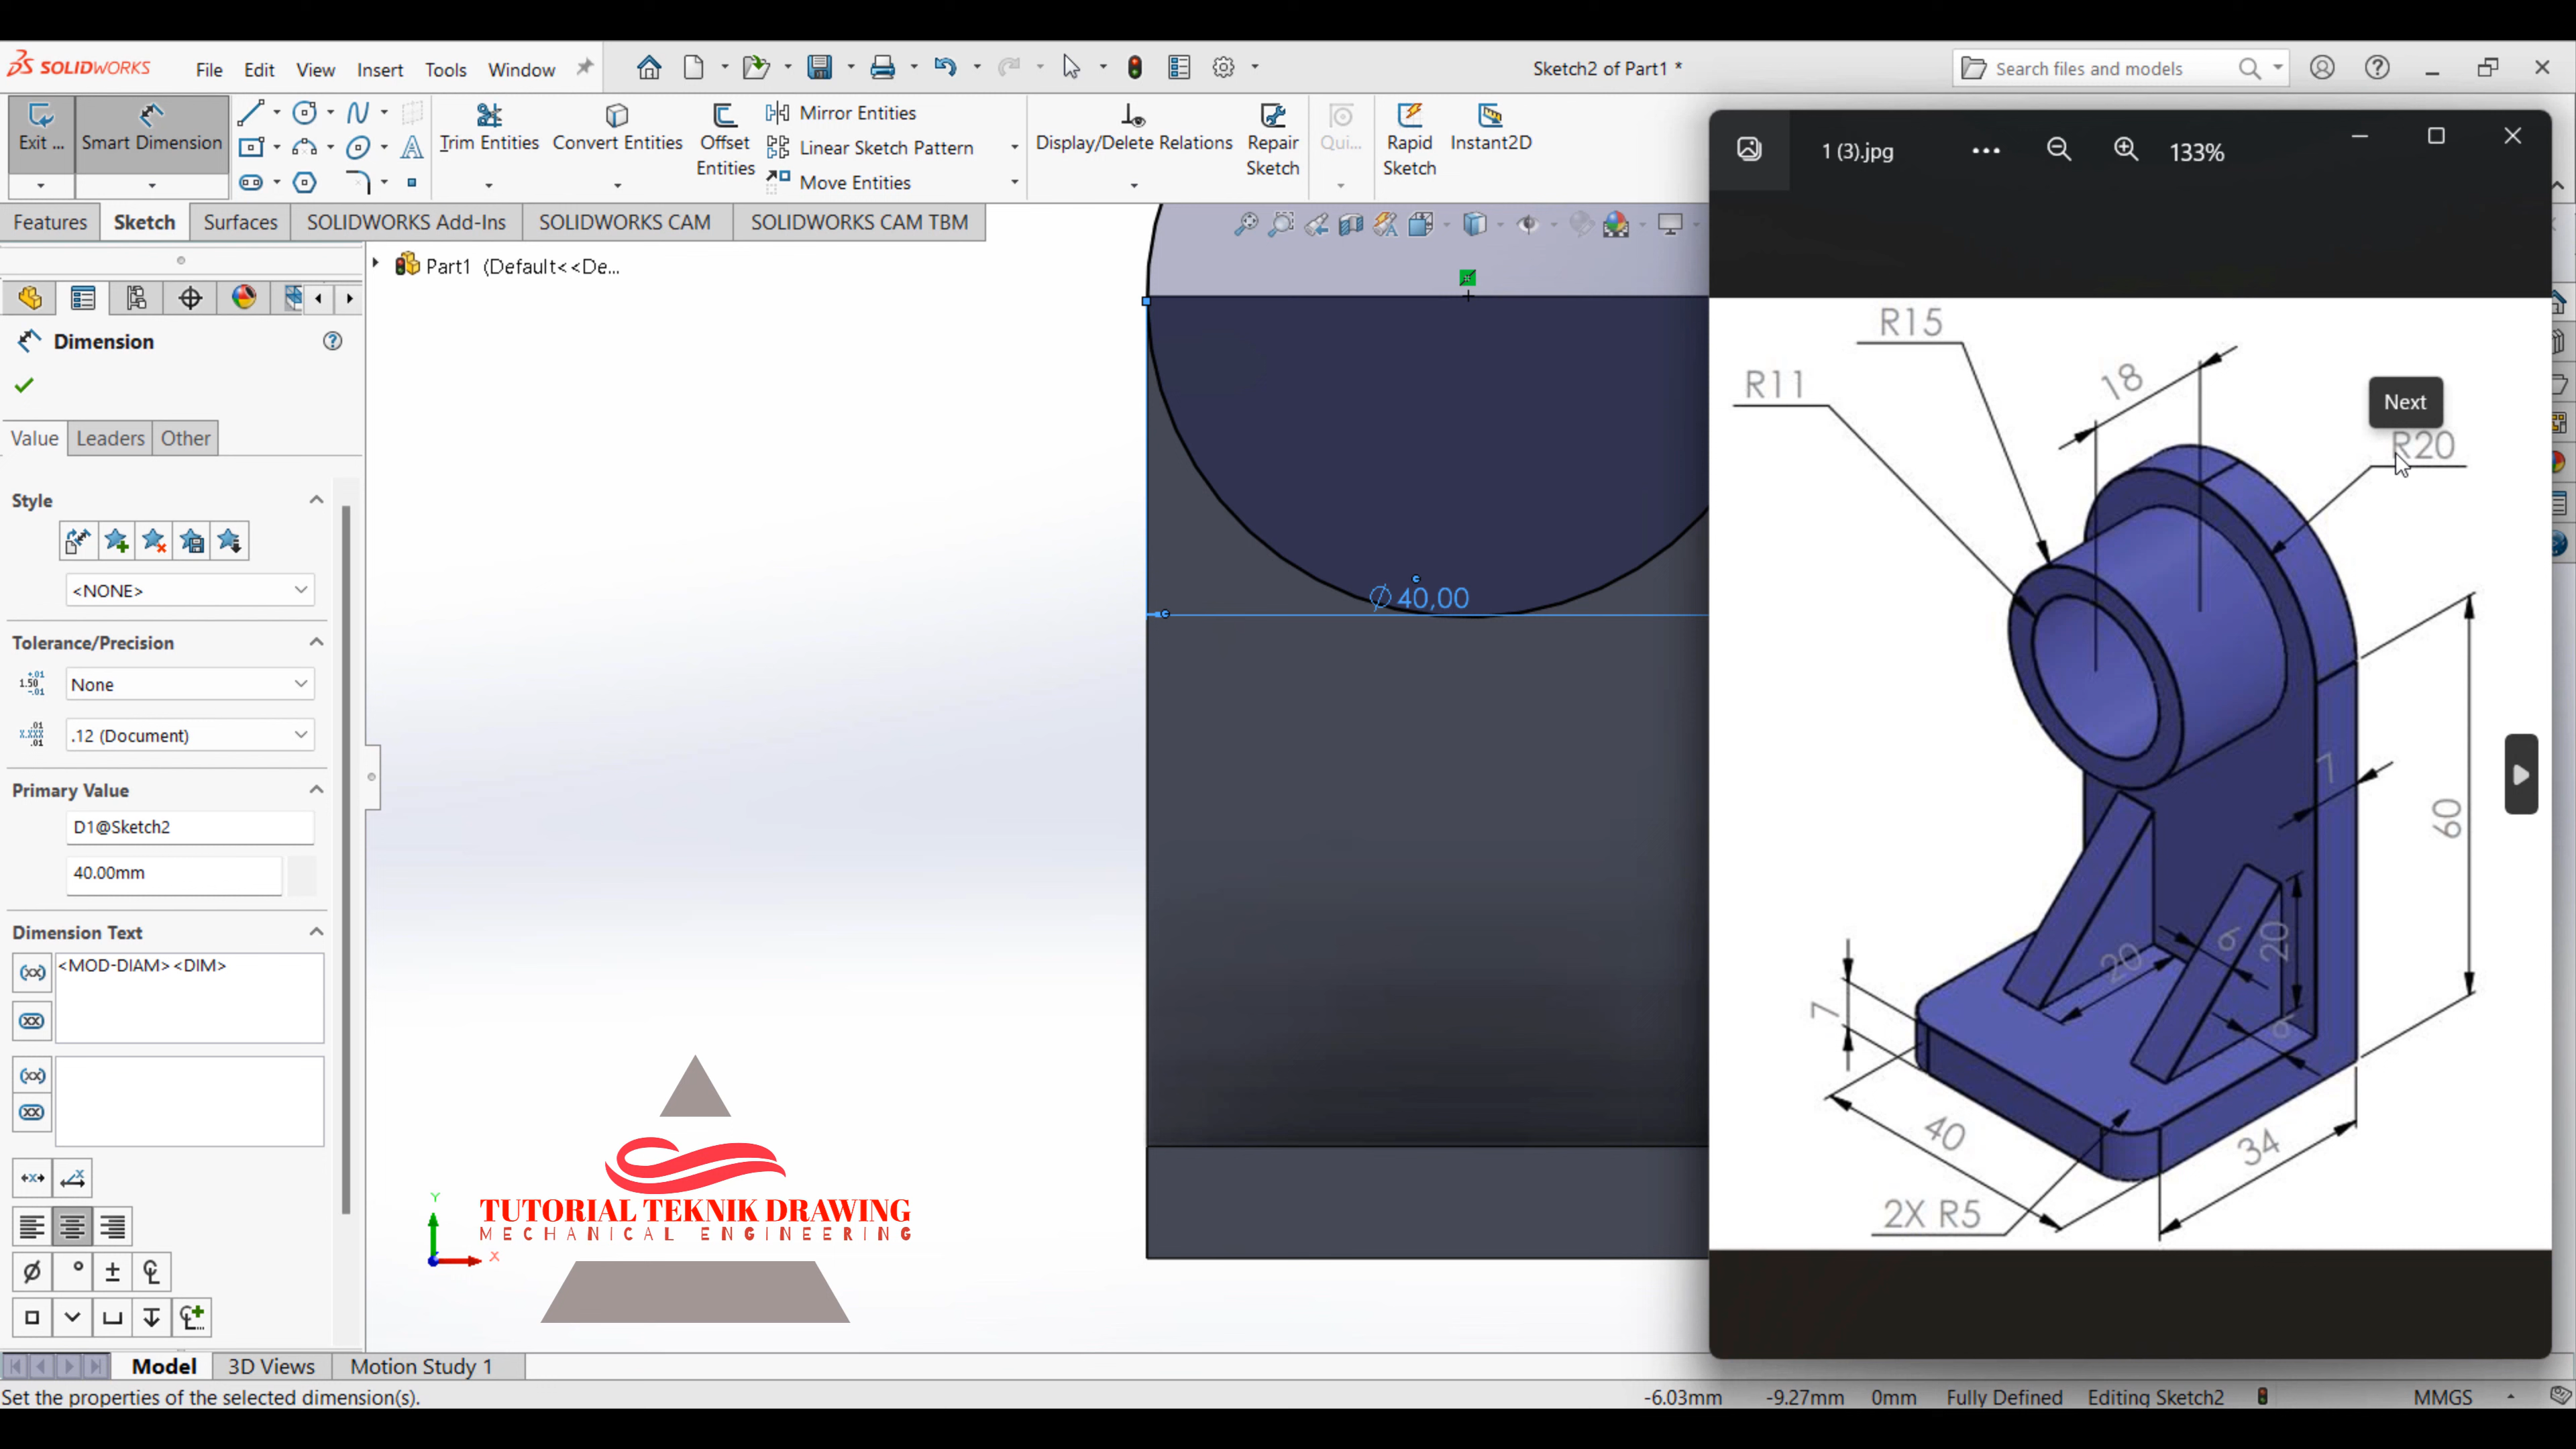 SOLIDWORKS File Edit View Insert Tools Window Sketch2 of Part1 * Search files and models
Exit ... Smart Dimension Trim Entities Convert Entities Offset Entities Mirror Entities Linear Sketch Pattern Move Entities Display/Delete Relations Repair Sketch Qui... Rapid Sketch Instant2D
Features Sketch Surfaces SOLIDWORKS Add-Ins SOLIDWORKS CAM SOLIDWORKS CAM TBM
Part1 (Default<<De...
Dimension
Value Leaders Other
Style
<NONE>
Tolerance/Precision
None
.12 (Document)
Primary Value
D1@Sketch2
40.00mm
Dimension Text
<MOD-DIAM><DIM>
∅ 40,00
Y
X
TUTORIAL TEKNIK DRAWING
MECHANICAL ENGINEERING
1 (3).jpg ... 133%
R15
R11
18
Next
R20
7
60
20
6
20
6
7
40
34
2X R5
Model 3D Views Motion Study 1
Set the properties of the selected dimension(s). -6.03mm -9.27mm 0mm Fully Defined Editing Sketch2 MMGS